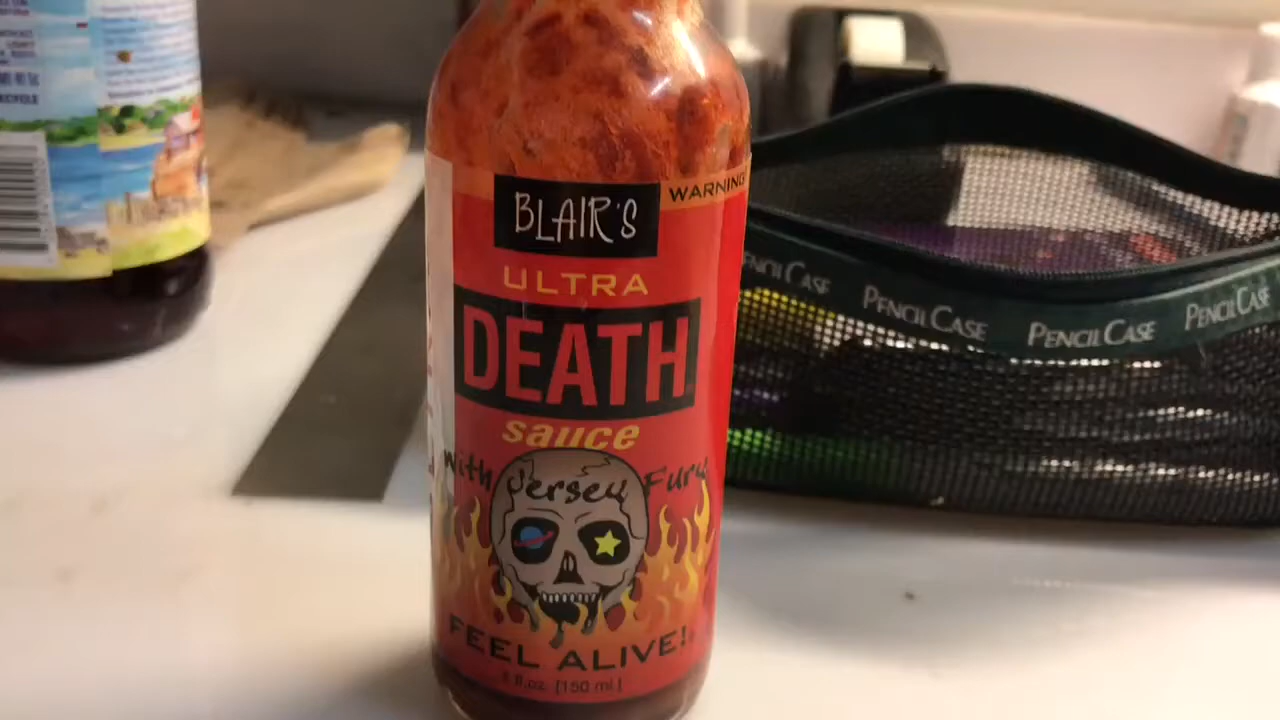 BLAIR'S
WARNING
ULTRA
DEATH
sauce
with Jersey Fury
FEEL ALIVE!
fl.oz. [150 ml]
PENCIL CASE
PENCIL CASE
PENCIL CASE
PENCIL CASE